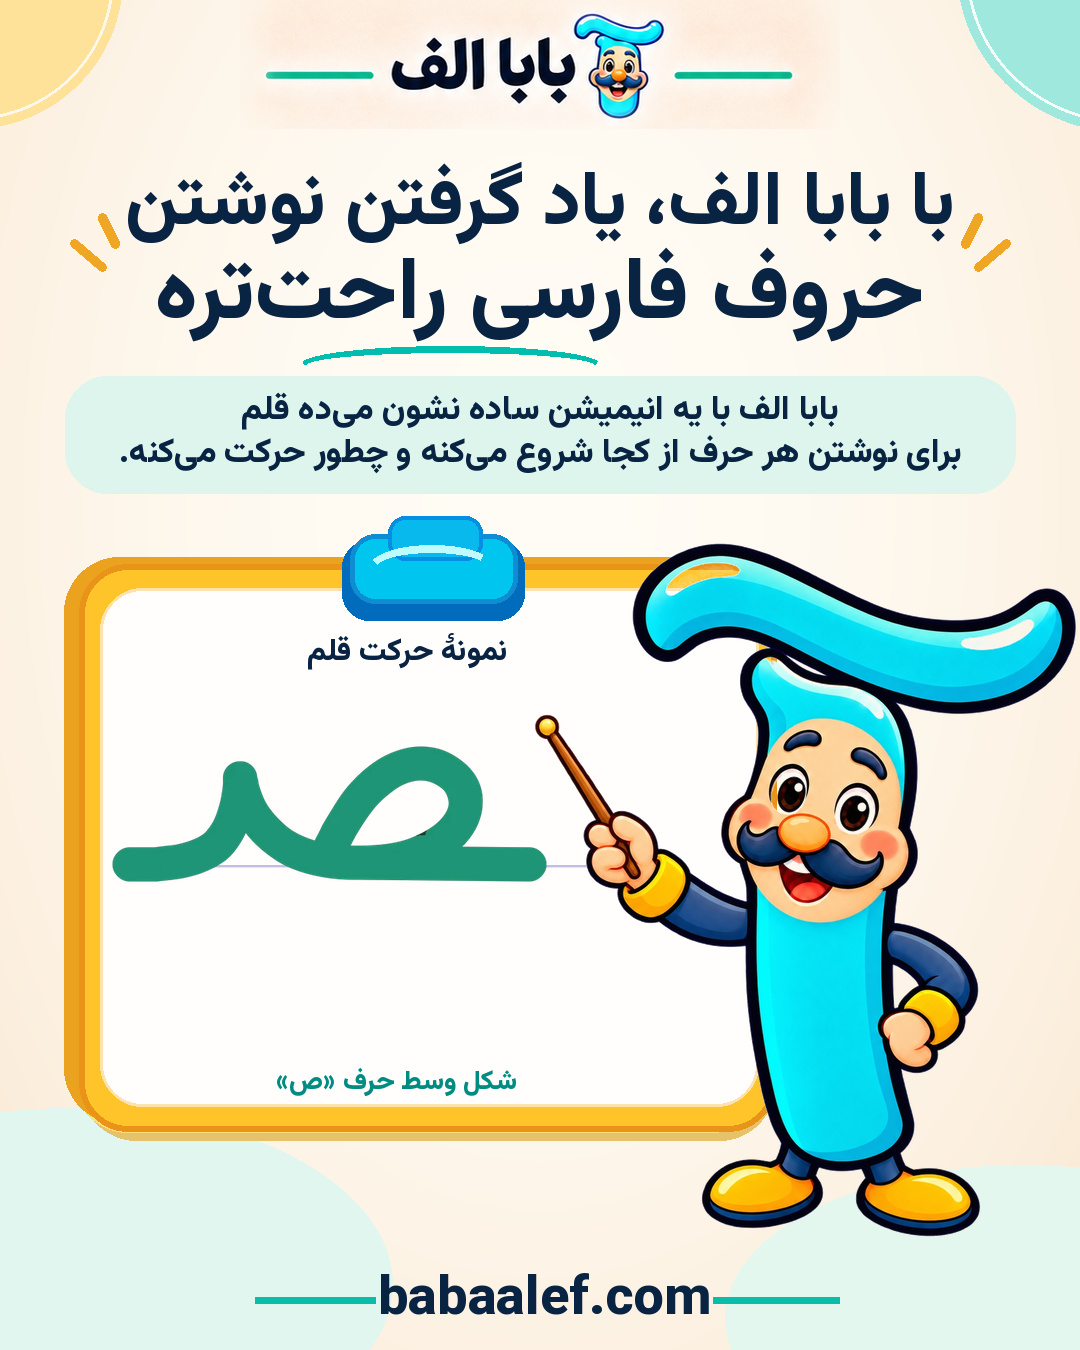 بابا الف
با بابا الف، یاد گرفتن نوشتن
حروف فارسی راحت‌تره
بابا الف با یه انیمیشن ساده نشون می‌ده قلم
برای نوشتن هر حرف از کجا شروع می‌کنه و چطور حرکت می‌کنه.
نمونهٔ حرکت قلم
ـصـ
شکل وسط حرف «ص»
babaalef.com